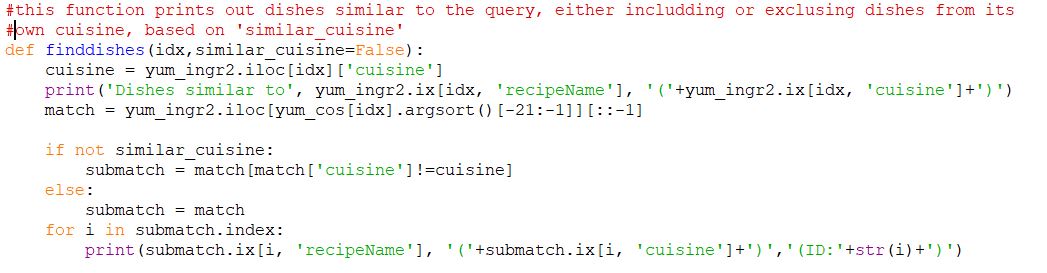 #this function prints out dishes similar to the query, either includding or exclusing dishes from its
#own cuisine, based on 'similar_cuisine'
def finddishes(idx,similar_cuisine=False):
    cuisine = yum_ingr2.iloc[idx]['cuisine']
    print('Dishes similar to', yum_ingr2.ix[idx, 'recipeName'], '('+yum_ingr2.ix[idx, 'cuisine']+')')
    match = yum_ingr2.iloc[yum_cos[idx].argsort()[-21:-1]][::-1]
    if not similar_cuisine:
        submatch = match[match['cuisine']!=cuisine]
    else:
        submatch = match
    for i in submatch.index:
        print(submatch.ix[i, 'recipeName'], '('+submatch.ix[i, 'cuisine']+')','(ID:'+str(i)+')')